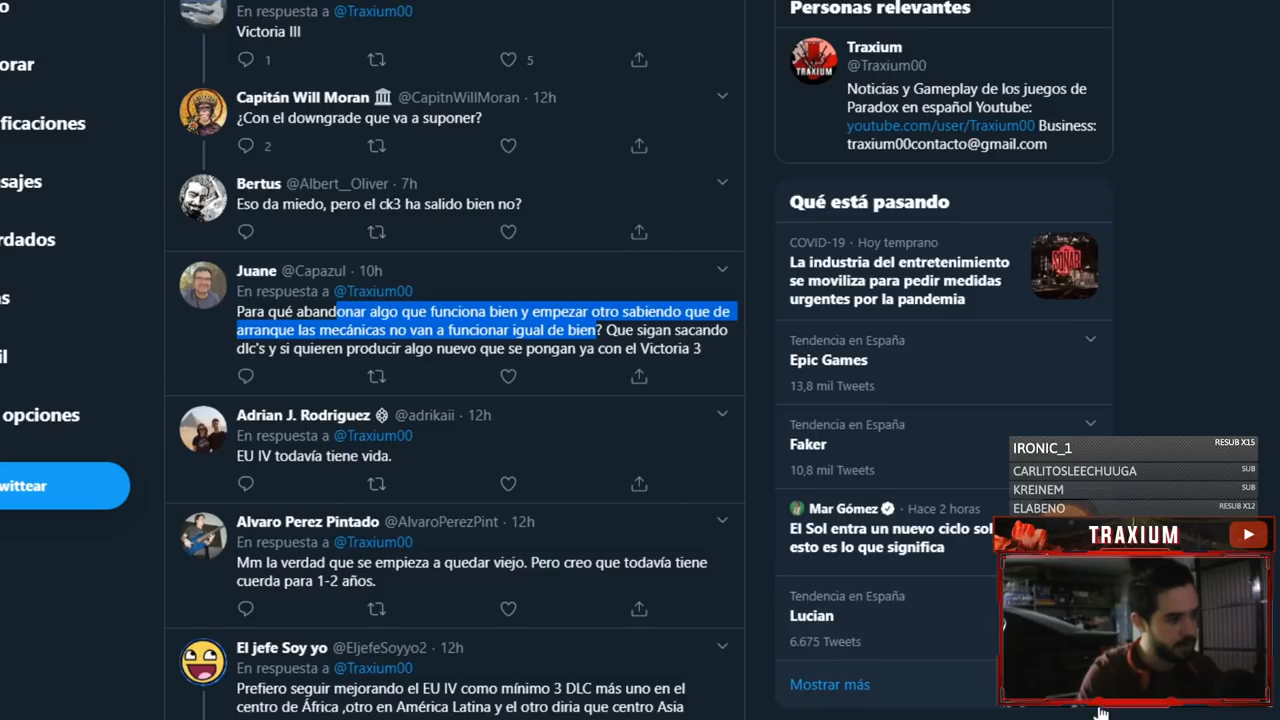 o
orar
ificaciones
sajes
rdados
s
il
opciones
wittear
En respuesta a @Traxium00
Victoria III
1
5
Capitán Will Moran 🏛 @CapitnWillMoran · 12h
¿Con el downgrade que va a suponer?
2
Bertus @Albert__Oliver · 7h
Eso da miedo, pero el ck3 ha salido bien no?
Juane @Capazul · 10h
En respuesta a @Traxium00
Para qué abandonar algo que funciona bien y empezar otro sabiendo que de
arranque las mecánicas no van a funcionar igual de bien? Que sigan sacando
dlc's y si quieren producir algo nuevo que se pongan ya con el Victoria 3
Adrian J. Rodriguez @adrikaii · 12h
En respuesta a @Traxium00
EU IV todavía tiene vida.
Alvaro Perez Pintado @AlvaroPerezPint · 12h
En respuesta a @Traxium00
Mm la verdad que se empieza a quedar viejo. Pero creo que todavía tiene
cuerda para 1-2 años.
El jefe Soy yo @EljefeSoyyo2 · 12h
En respuesta a @Traxium00
Prefiero seguir mejorando el EU IV como mínimo 3 DLC más uno en el
centro de África ,otro en América Latina y el otro diria que centro Asia
Personas relevantes
TRAXIUM
Traxium
@Traxium00
Noticias y Gameplay de los juegos de
Paradox en español Youtube:
youtube.com/user/Traxium00 Business:
traxium00contacto@gmail.com
Qué está pasando
COVID-19 · Hoy temprano
La industria del entretenimiento
se moviliza para pedir medidas
urgentes por la pandemia
Tendencia en España
Epic Games
13,8 mil Tweets
Tendencia en España
Faker
10,8 mil Tweets
Mar Gómez · Hace 2 horas
El Sol entra un nuevo ciclo sol
esto es lo que significa
Tendencia en España
Lucian
6.675 Tweets
Mostrar más
IRONIC_1 RESUB X15
CARLITOSLEECHUUGA SUB
KREINEM SUB
ELABENO RESUB X12
TRAXIUM